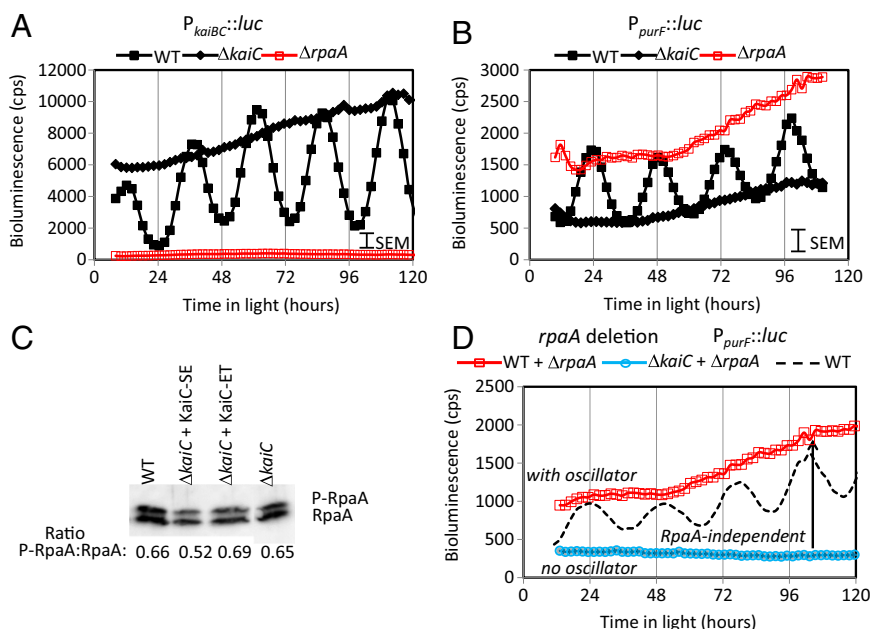 A
P_kaiBC::luc
WT ΔkaiC ΔrpaA
Bioluminescence (cps)
12000
10000
8000
6000
4000
2000
0
SEM
0 24 48 72 96 120
Time in light (hours)
B
P_purF::luc
WT ΔkaiC ΔrpaA
Bioluminescence (cps)
3000
2500
2000
1500
1000
500
0
SEM
0 24 48 72 96 120
Time in light (hours)
C
WT
ΔkaiC + KaiC-SE
ΔkaiC + KaiC-ET
ΔkaiC
P-RpaA
RpaA
Ratio
P-RpaA:RpaA: 0.66 0.52 0.69 0.65
D
rpaA deletion P_purF::luc
WT + ΔrpaA ΔkaiC + ΔrpaA WT
Bioluminescence (cps)
2500
2000
1500
1000
500
0
with oscillator
RpaA-independent
no oscillator
0 24 48 72 96 120
Time in light (hours)